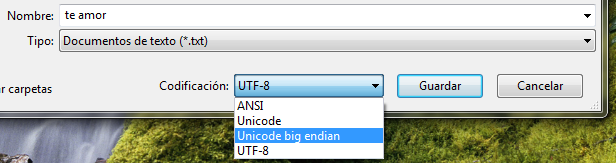 Nombre: te amor
Tipo: Documentos de texto (*.txt)
ar carpetas Codificación: UTF-8 Guardar Cancelar
ANSI
Unicode
Unicode big endian
UTF-8